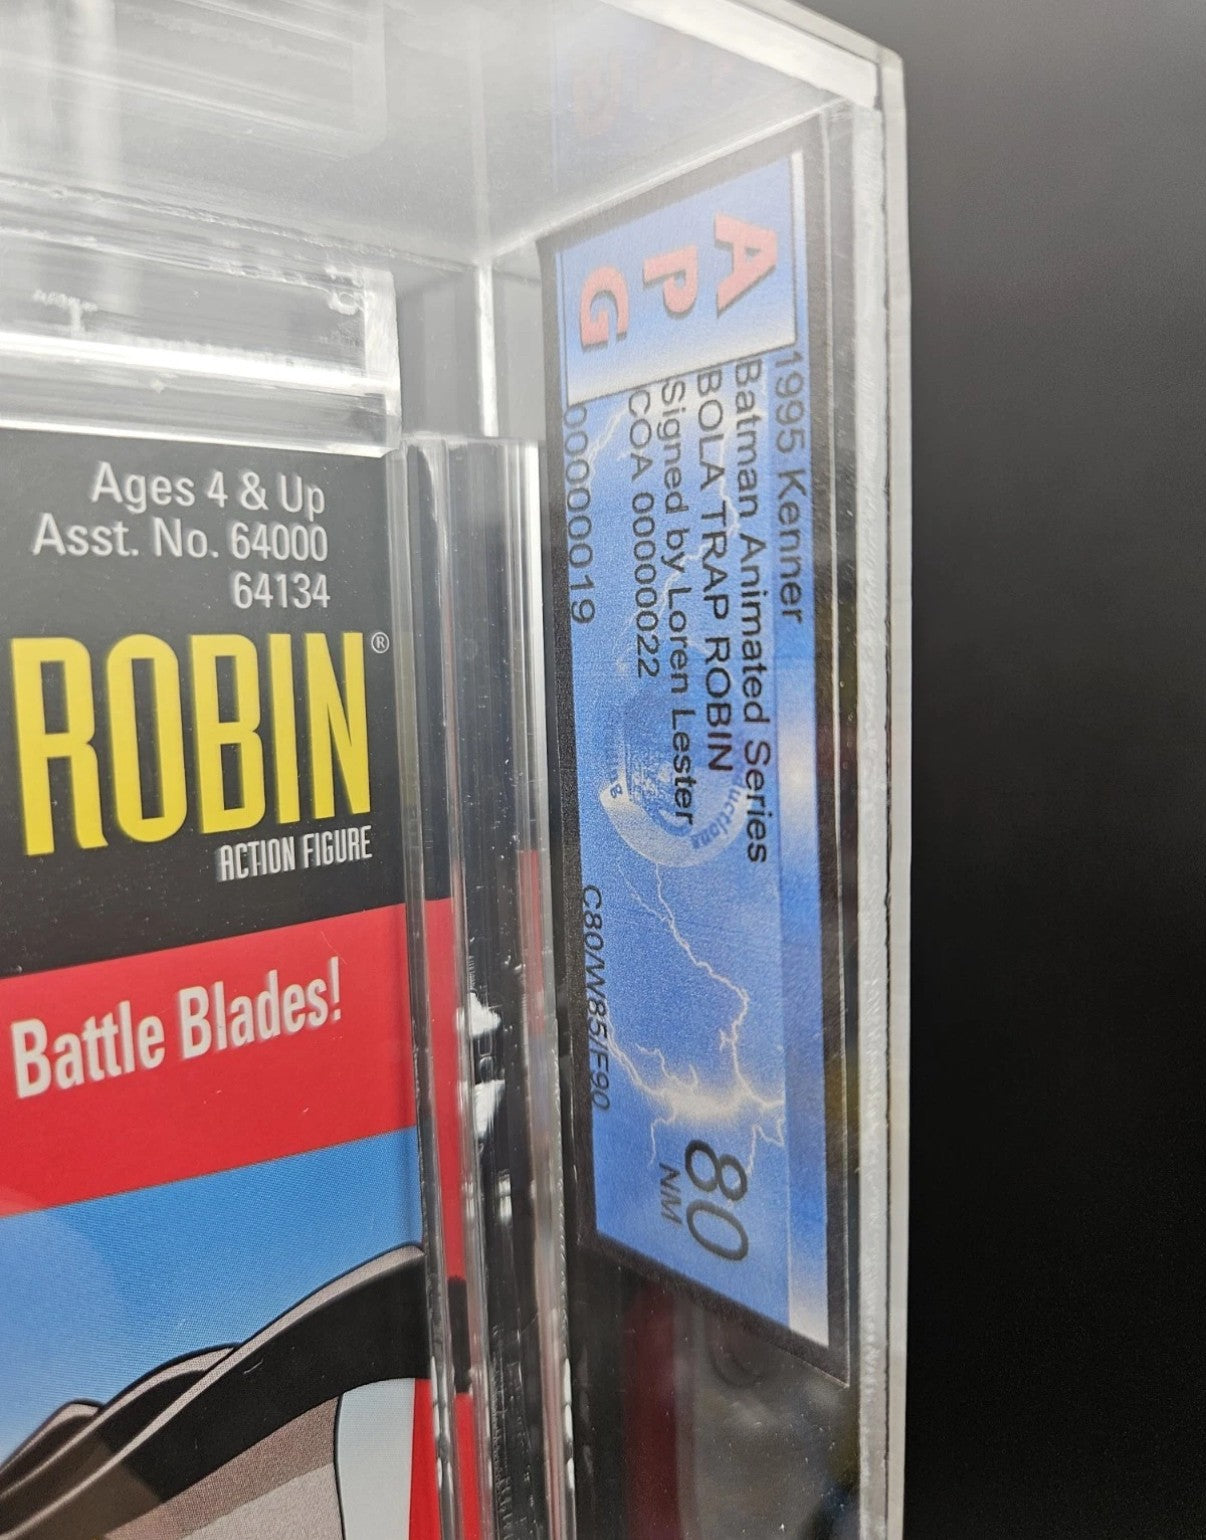 Ages 4 & Up
Asst. No. 64000
64134
ROBIN®
ACTION FIGURE
Battle Blades!
A
P
G
1995 Kenner
Batman Animated Series
BOLA TRAP ROBIN
Signed by Loren Lester
COA 00000022
00000019
C80/W85/F90
80
NM